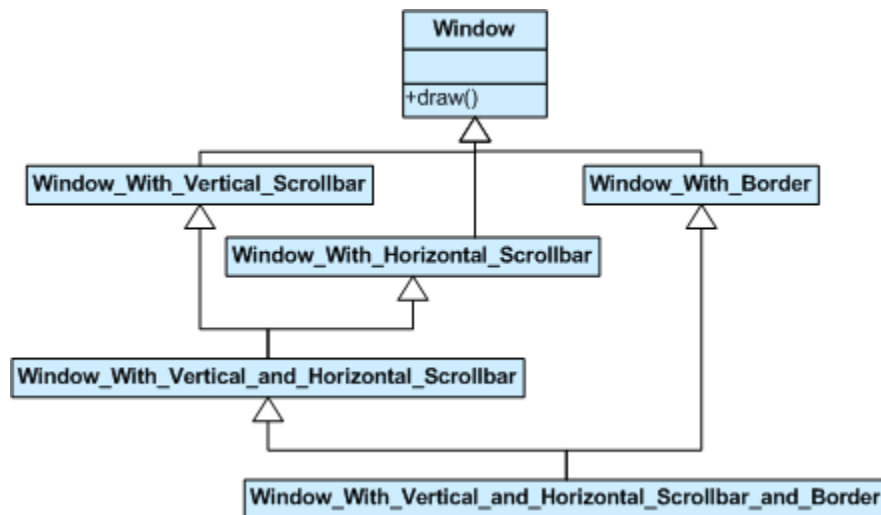 Window
+draw()
Window_With_Vertical_Scrollbar
Window_With_Border
Window_With_Horizontal_Scrollbar
Window_With_Vertical_and_Horizontal_Scrollbar
Window_With_Vertical_and_Horizontal_Scrollbar_and_Border